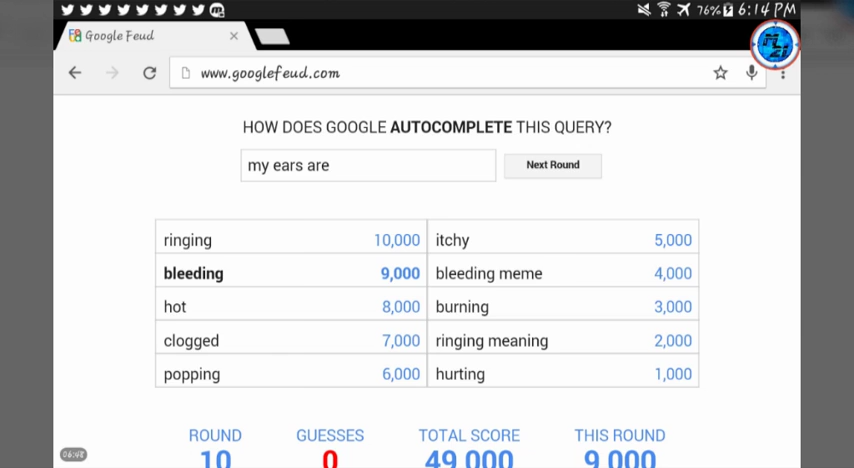 76% 6:14 PM
Google Feud
www.googlefeud.com
HOW DOES GOOGLE AUTOCOMPLETE THIS QUERY?
my ears are
Next Round
ringing 10,000 itchy 5,000
bleeding 9,000 bleeding meme 4,000
hot 8,000 burning 3,000
clogged 7,000 ringing meaning 2,000
popping 6,000 hurting 1,000
ROUND GUESSES TOTAL SCORE THIS ROUND
10 0 49,000 9,000
06:48